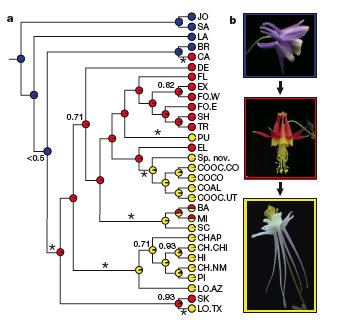 a
b
JO
SA
LA
BR
CA
*
DE
FL
0.82
EX
FO.W
FO.E
SH
0.71
TR
*
PU
EL
<0.5
Sp. nov.
*
COOC.CO
COCO
COAL
COOC.UT
BA
*
MI
SC
CHAP
0.71
0.93
CH.CHI
*
HI
*
CH.NM
PI
LO.AZ
0.93
SK
*
LO.TX